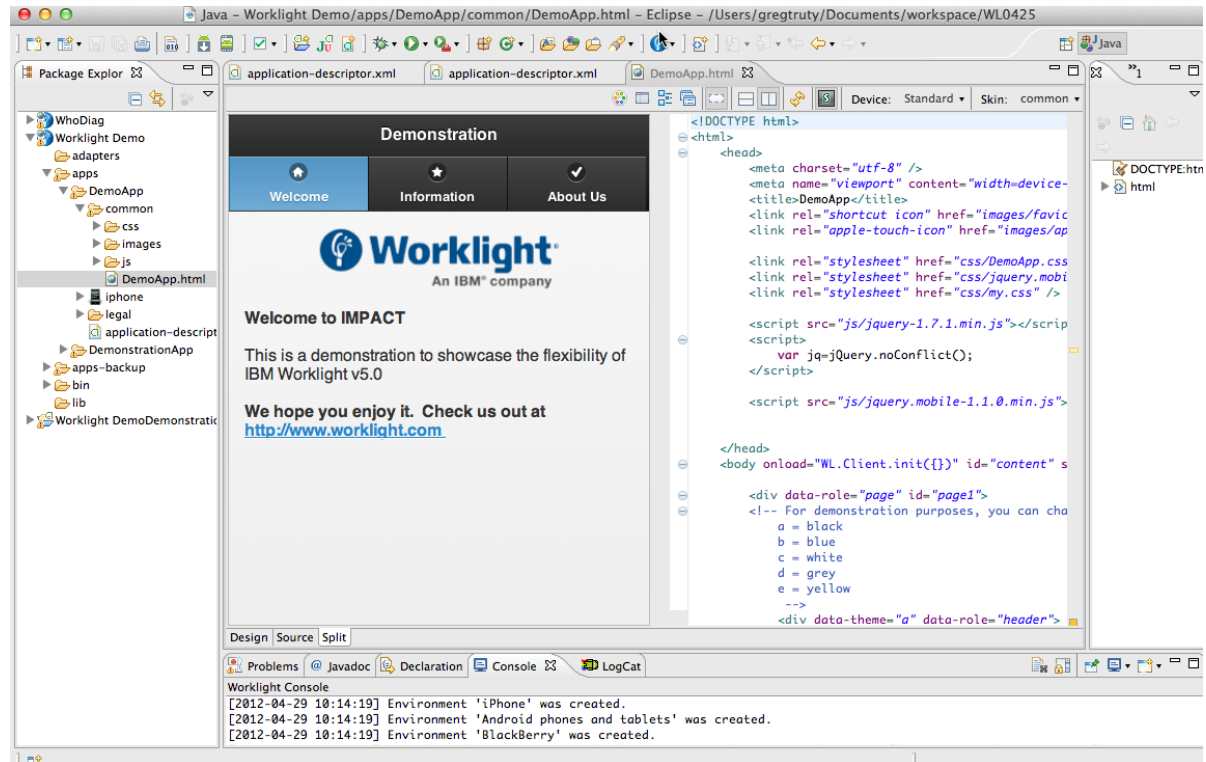 Java – Worklight Demo/apps/DemoApp/common/DemoApp.html – Eclipse – /Users/gregtruty/Documents/workspace/WL0425
Java
Package Explor
application-descriptor.xml
application-descriptor.xml
DemoApp.html
»1
Device: Standard
Skin: common
WhoDiag
Worklight Demo
adapters
apps
DemoApp
common
css
images
js
DemoApp.html
iphone
legal
application-descript
DemonstrationApp
apps-backup
bin
lib
Worklight DemoDemonstratic
Demonstration
Welcome
Information
About Us
Worklight
An IBM® company
Welcome to IMPACT
This is a demonstration to showcase the flexibility of
IBM Worklight v5.0
We hope you enjoy it. Check us out at
http://www.worklight.com
<!DOCTYPE html>
<html>
<head>
<meta charset="utf-8" />
<meta name="viewport" content="width=device-
<title>DemoApp</title>
<link rel="shortcut icon" href="images/favic
<link rel="apple-touch-icon" href="images/ap
<link rel="stylesheet" href="css/DemoApp.css
<link rel="stylesheet" href="css/jquery.mobi
<link rel="stylesheet" href="css/my.css" />
<script src="js/jquery-1.7.1.min.js"></scrip
<script>
var jq=jQuery.noConflict();
</script>
<script src="js/jquery.mobile-1.1.0.min.js">
</head>
<body onload="WL.Client.init({})" id="content" s
<div data-role="page" id="page1">
<!-- For demonstration purposes, you can cha
a = black
b = blue
c = white
d = grey
e = yellow
-->
<div data-theme="a" data-role="header">
DOCTYPE:htm
html
Design Source Split
Problems @ Javadoc Declaration Console LogCat
Worklight Console
[2012-04-29 10:14:19] Environment 'iPhone' was created.
[2012-04-29 10:14:19] Environment 'Android phones and tablets' was created.
[2012-04-29 10:14:19] Environment 'BlackBerry' was created.